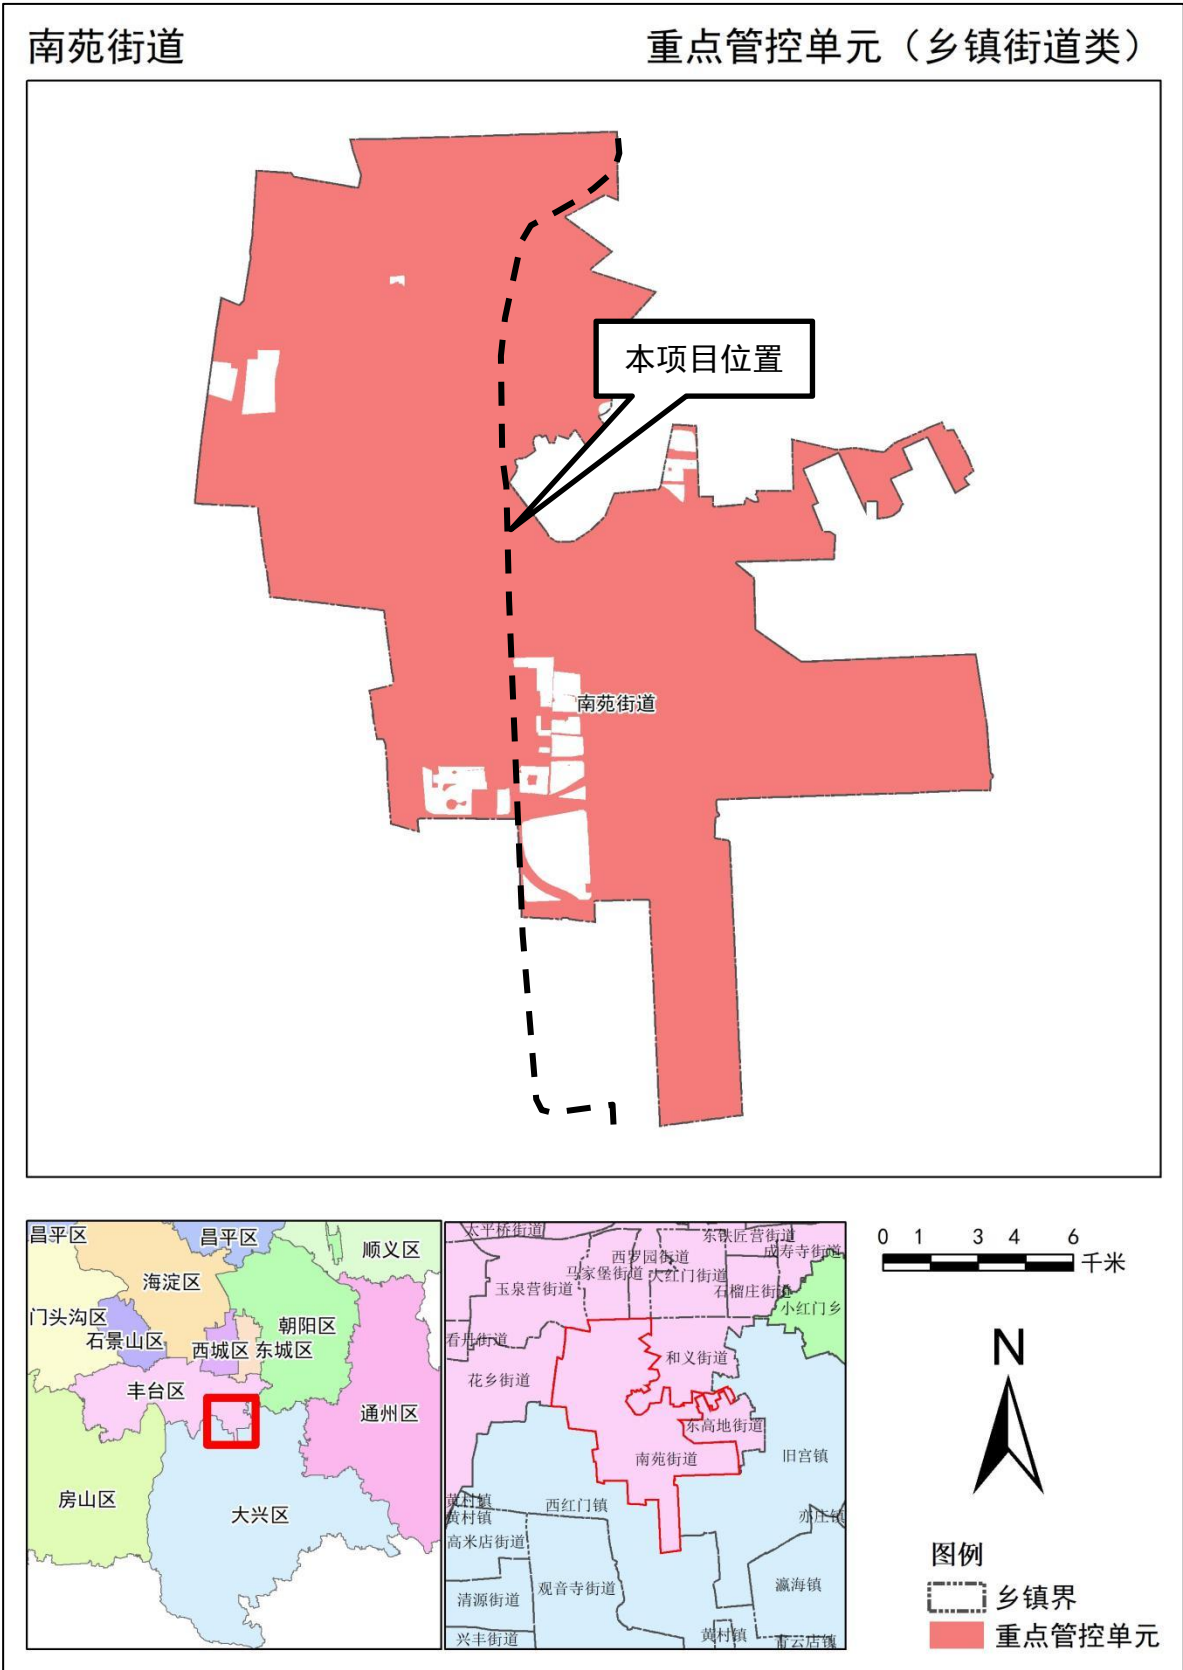 南苑街道
重点管控单元（乡镇街道类）
本项目位置
南苑街道
昌平区
昌平区
顺义区
海淀区
门头沟区
石景山区
朝阳区
西城区
东城区
丰台区
通州区
房山区
大兴区
太平桥街道
东铁匠营街道
西罗园街道
成寿寺街道
马家堡街道
大红门街道
玉泉营街道
石榴庄街道
小红门乡
看丹街道
和义街道
花乡街道
东高地街道
南苑街道
旧宫镇
黄村镇
西红门镇
黄村镇
亦庄镇
高米店街道
观音寺街道
瀛海镇
清源街道
兴丰街道
黄村镇
青云店镇
0 1 3 4 6
千米
N
图例
乡镇界
重点管控单元